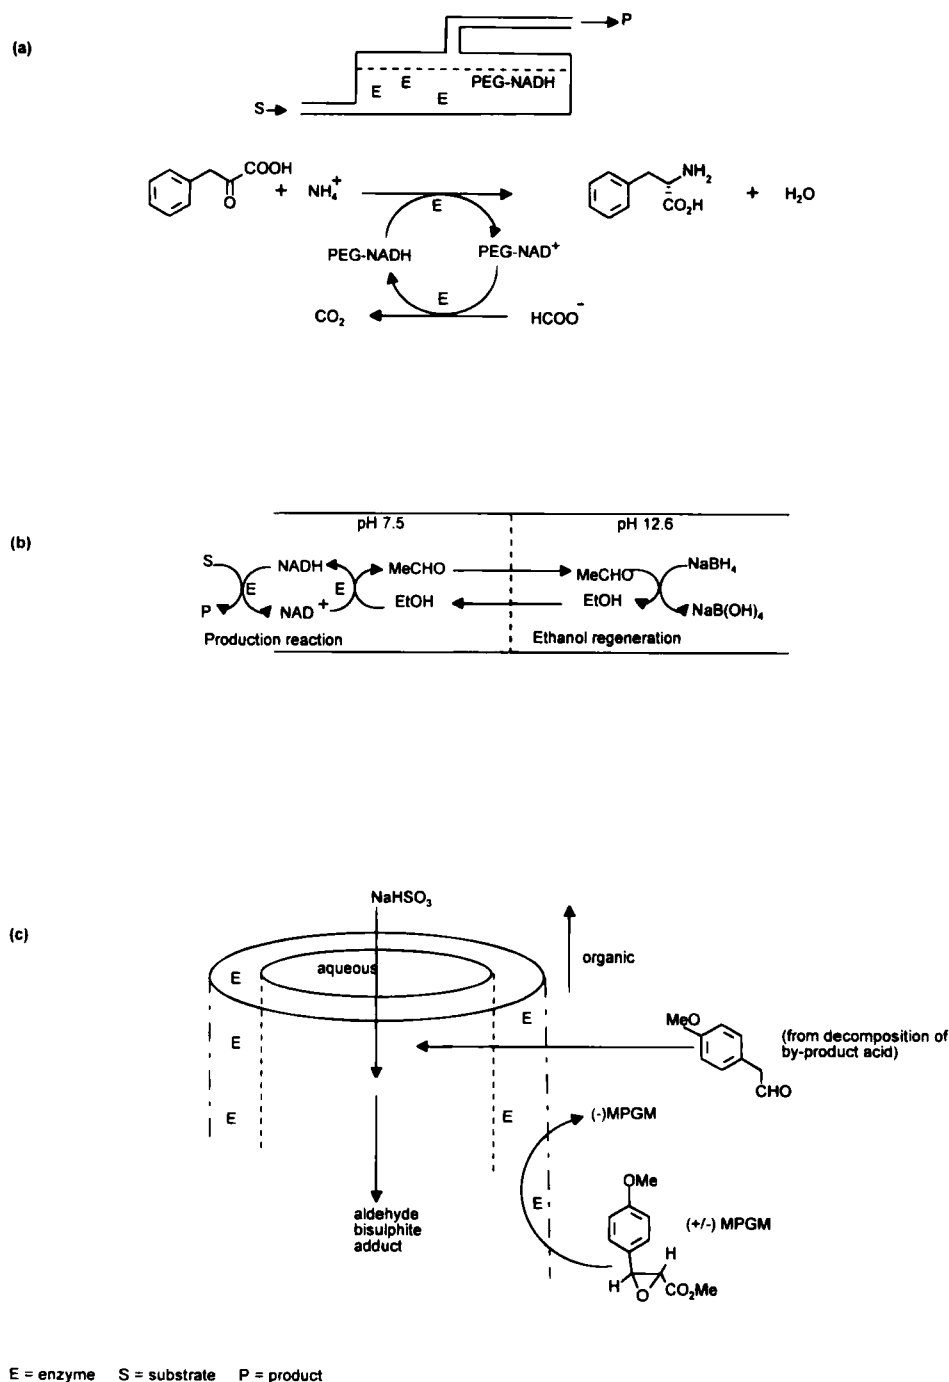 (a)
P
E E E PEG-NADH
S
COOH
O
+ NH₄⁺
E
NH₂
CO₂H
+ H₂O
PEG-NADH PEG-NAD⁺
E
CO₂ HCOO⁻
(b)
pH 7.5 pH 12.6
S NADH MeCHO MeCHO NaBH₄
E E
P NAD⁺ EtOH EtOH NaB(OH)₄
Production reaction Ethanol regeneration
(c)
NaHSO₃
organic
aqueous
E
E
E
MeO
(from decomposition of
by-product acid)
CHO
E
E
(-)MPGM
E
OMe
(+/-) MPGM
H
H
O
CO₂Me
aldehyde
bisulphite
adduct
E = enzyme S = substrate P = product